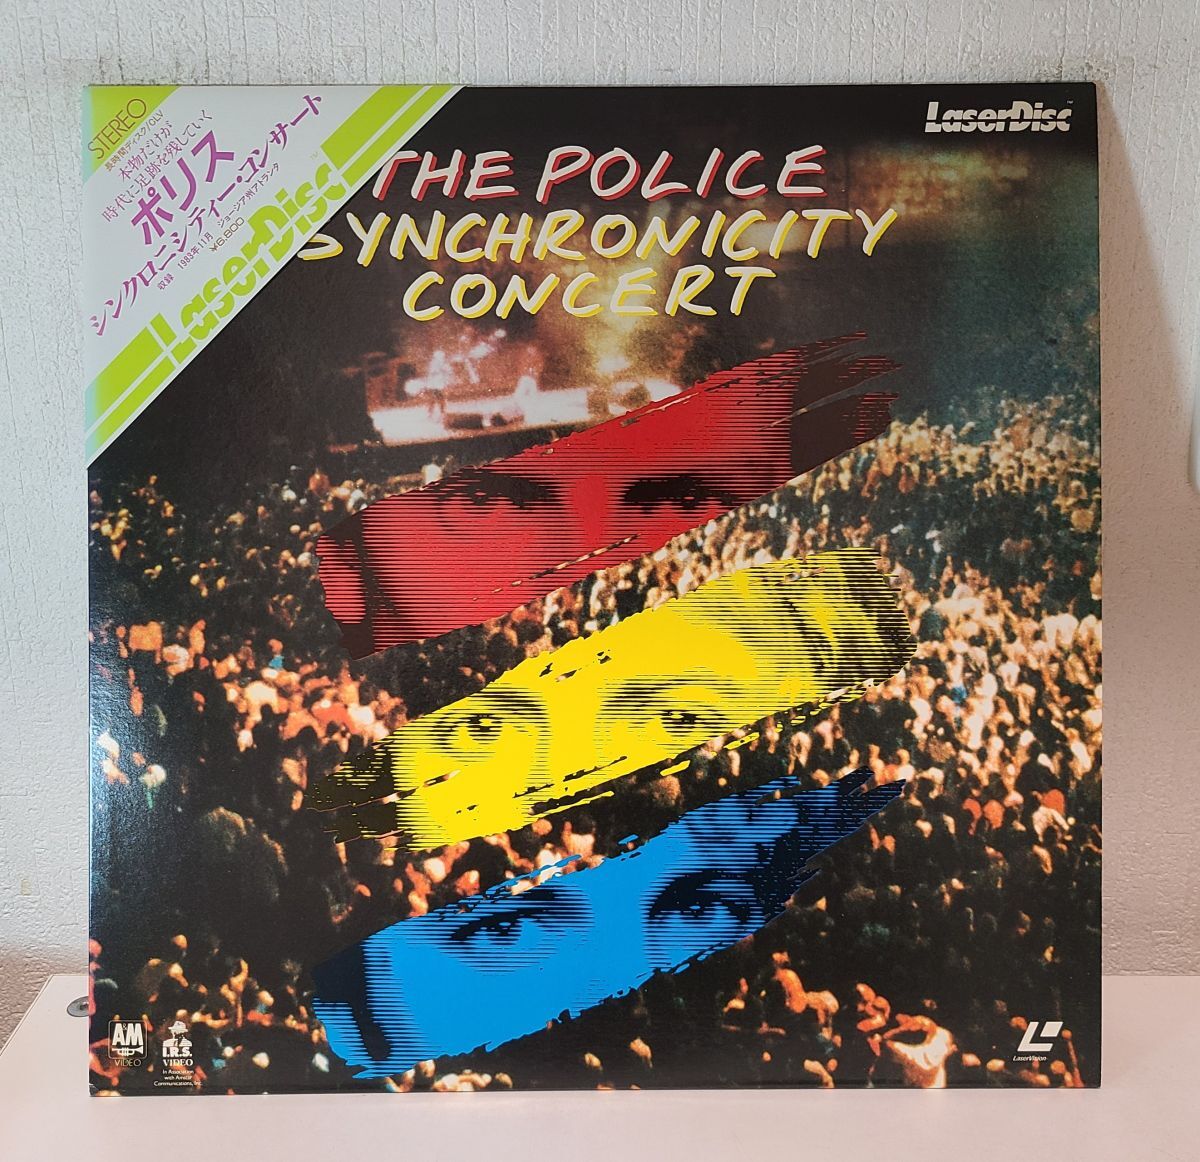 STEREO
長時間ディスク/CLV
本物だけが
時代に足跡を残していく
ポリス
シンクロニシティー・コンサート
収録 1983年11月 ジョージア州アトランタ
¥6,800
LaserDisc
LaserDisc
THE POLICE
SYNCHRONICITY
CONCERT
A&M
VIDEO
I.R.S.
VIDEO
In Association
with Amstar
Communications, Inc.
LaserVision